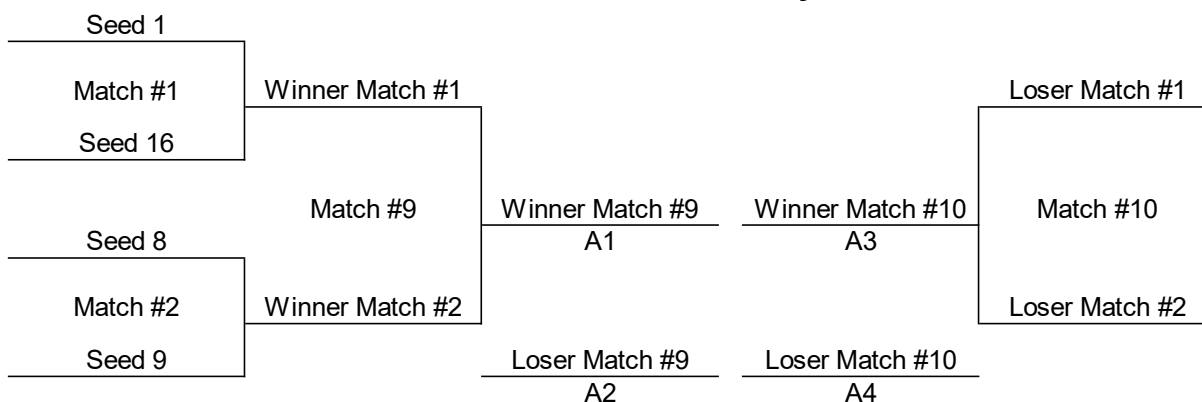 Seed 1
Match #1
Winner Match #1
Loser Match #1
Seed 16
Match #9
Winner Match #9
Winner Match #10
Match #10
Seed 8
A1
A3
Match #2
Winner Match #2
Loser Match #2
Seed 9
Loser Match #9
Loser Match #10
A2
A4